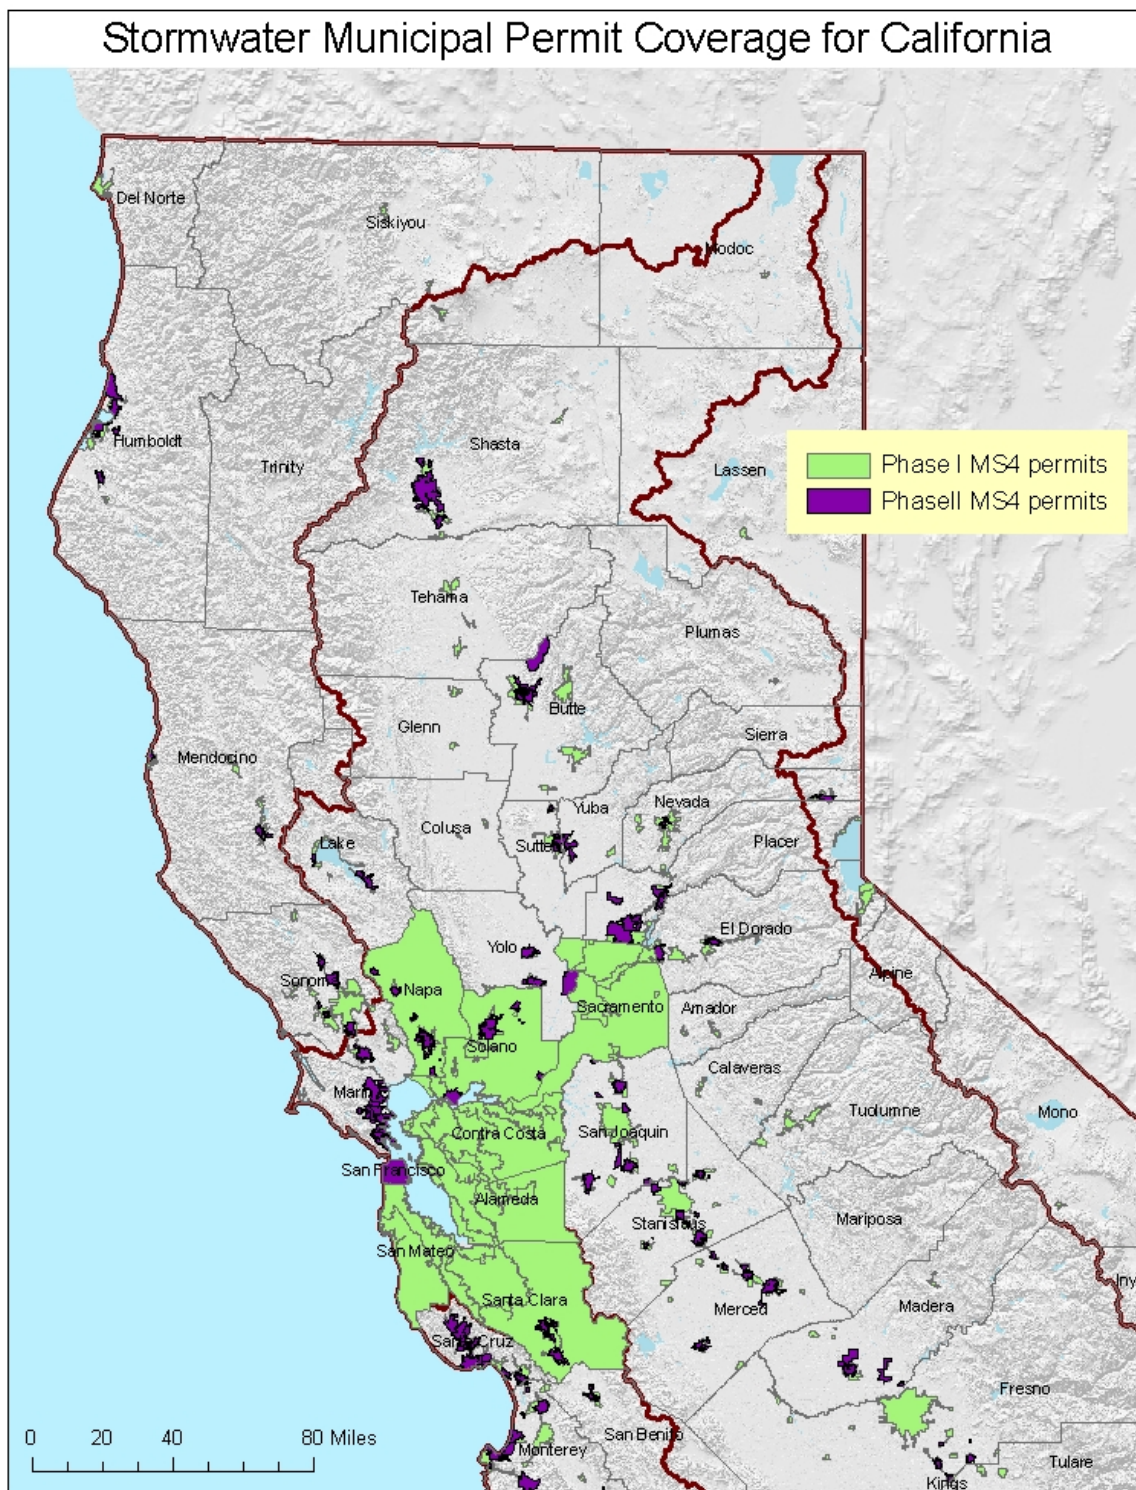 Stormwater Municipal Permit Coverage for California
Del Norte
Siskiyou
Modoc
Humboldt
Trinity
Shasta
Lassen
Phase I MS4 permits
PhaseII MS4 permits
Tehama
Plumas
Butte
Glenn
Sierra
Mendocino
Colusa
Yuba
Nevada
Lake
Sutter
Placer
Yolo
El Dorado
Sonom
Napa
Alpine
Sacramento
Amador
Solano
Calaveras
Marin
Tuolumne
Mono
Contra Costa
San Joaquin
San Francisco
Alameda
Stanislaus
Mariposa
San Mateo
Iny
Santa Clara
Merced
Madera
Santa Cruz
Fresno
San Benito
Monterey
Tulare
Kings
0 20 40 80 Miles